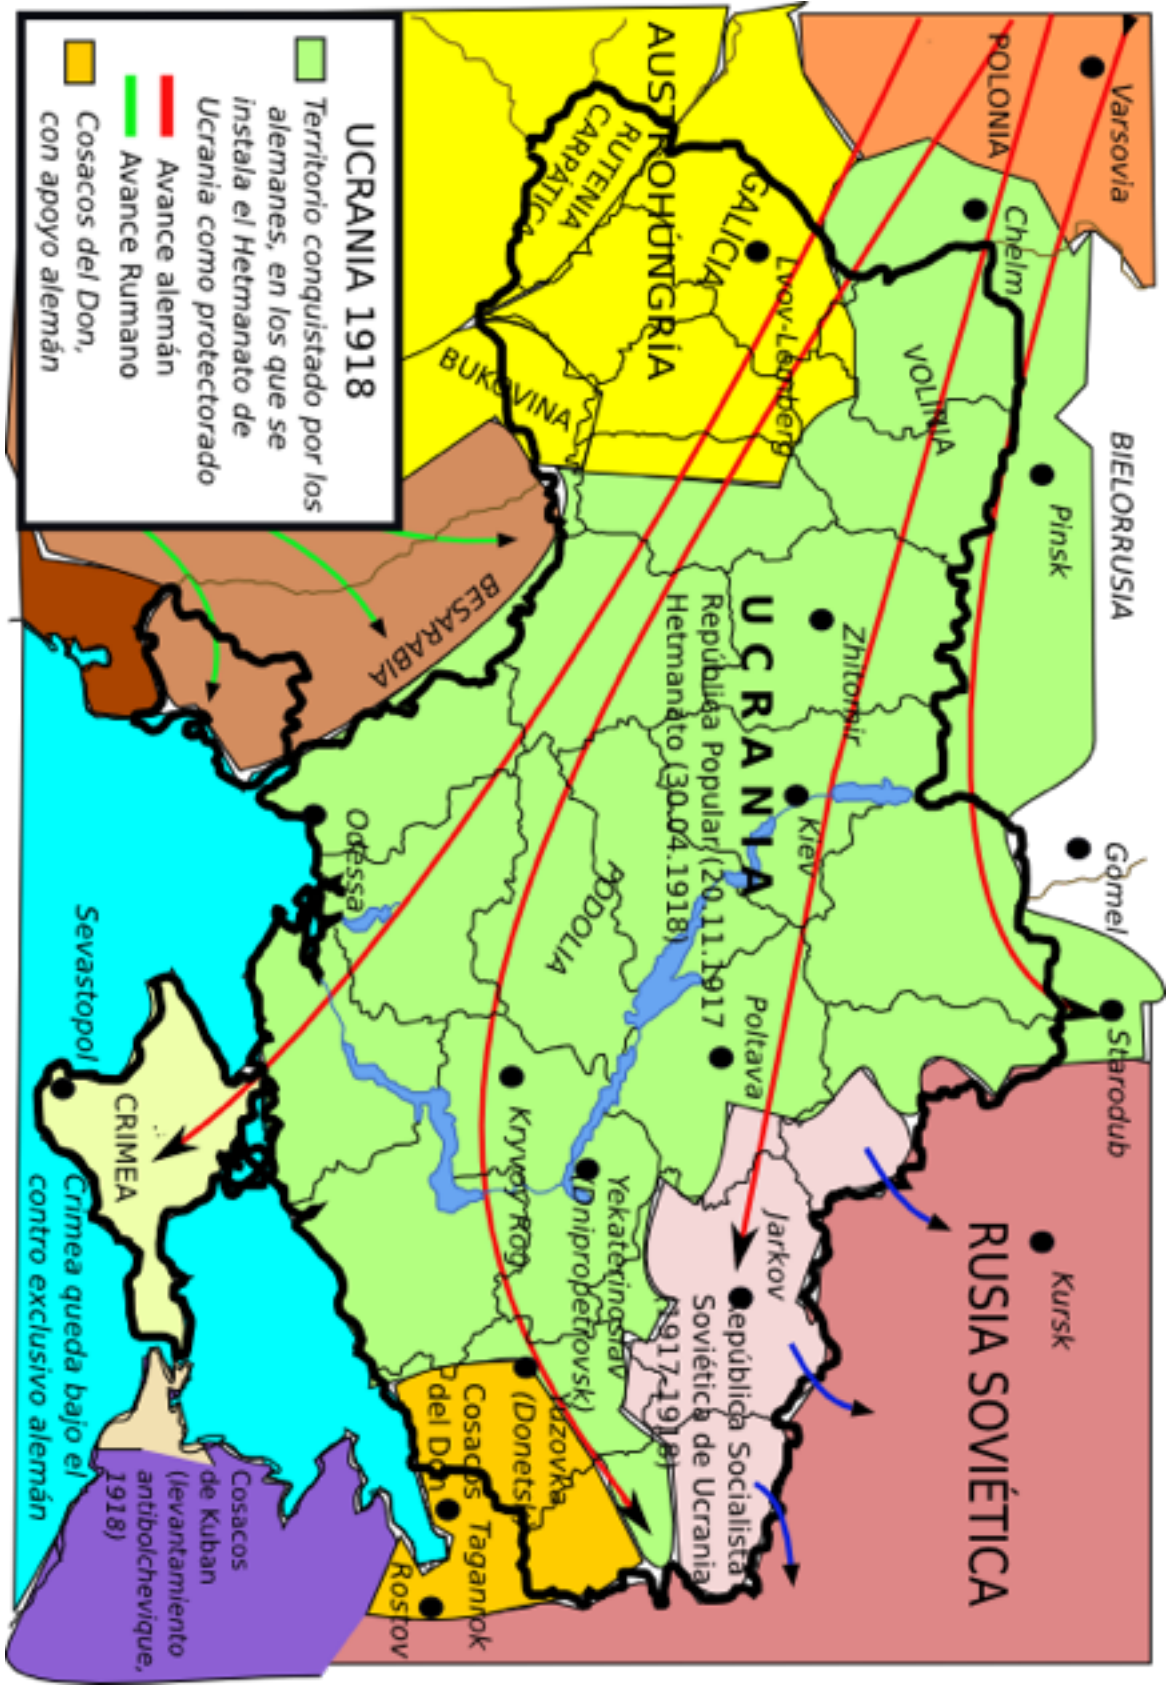 Varsovia
POLONIA
Chelm
BIELORRUSIA
Pinsk
Gomel
Starodub
Kursk
RUSIA SOVIÉTICA
AUSTROHÚNGRÍA
GALICIA
Lvov-Lemberg
VOLINIA
RUTENIA
CARPÁTICA
BUKOVINA
Zhitomir
Kiev
UCRANIA
República Popular (20.11.1917
Hetmanato (30.04.1918)
PODOLIA
Poltava
Jarkov
República Socialista
Soviética de Ucrania
(1917-1918)
Yekaterinoslav
(Dnipropetrovsk)
Kryvoy Rog
Yuzovka
(Donetsk)
BESARABIA
Odessa
Cosacos
del Don
Taganrok
Rostov
Sevastopol
CRIMEA
Crimea queda bajo el
contro exclusivo alemán
Cosacos
de Kuban
(levantamiento
antibolchevique,
1918)
UCRANIA 1918
Territorio conquistado por los
alemanes, en los que se
instala el Hetmanato de
Ucrania como protectorado
Avance alemán
Avance Rumano
Cosacos del Don,
con apoyo alemán